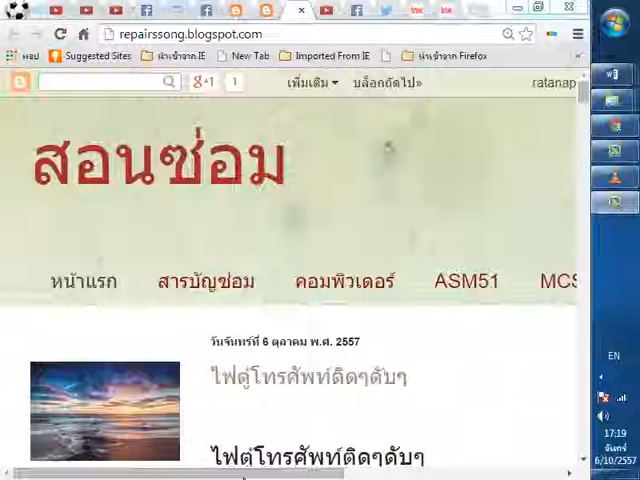 repairssong.blogspot.com
แอป
Suggested Sites
นำเข้าจาก IE
New Tab
Imported From IE
นำเข้าจาก Firefox
g+1
1
เพิ่มเติม
บล็อกถัดไป»
ratanap
สอนซ่อม
หน้าแรก
สารบัญซ่อม
คอมพิวเตอร์
ASM51
MCS
วันจันทร์ที่ 6 ตุลาคม พ.ศ. 2557
ไฟตู้โทรศัพท์ติดๆดับๆ
ไฟตู้โทรศัพท์ติดๆดับๆ
EN
17:19
จันทร์
6/10/2557